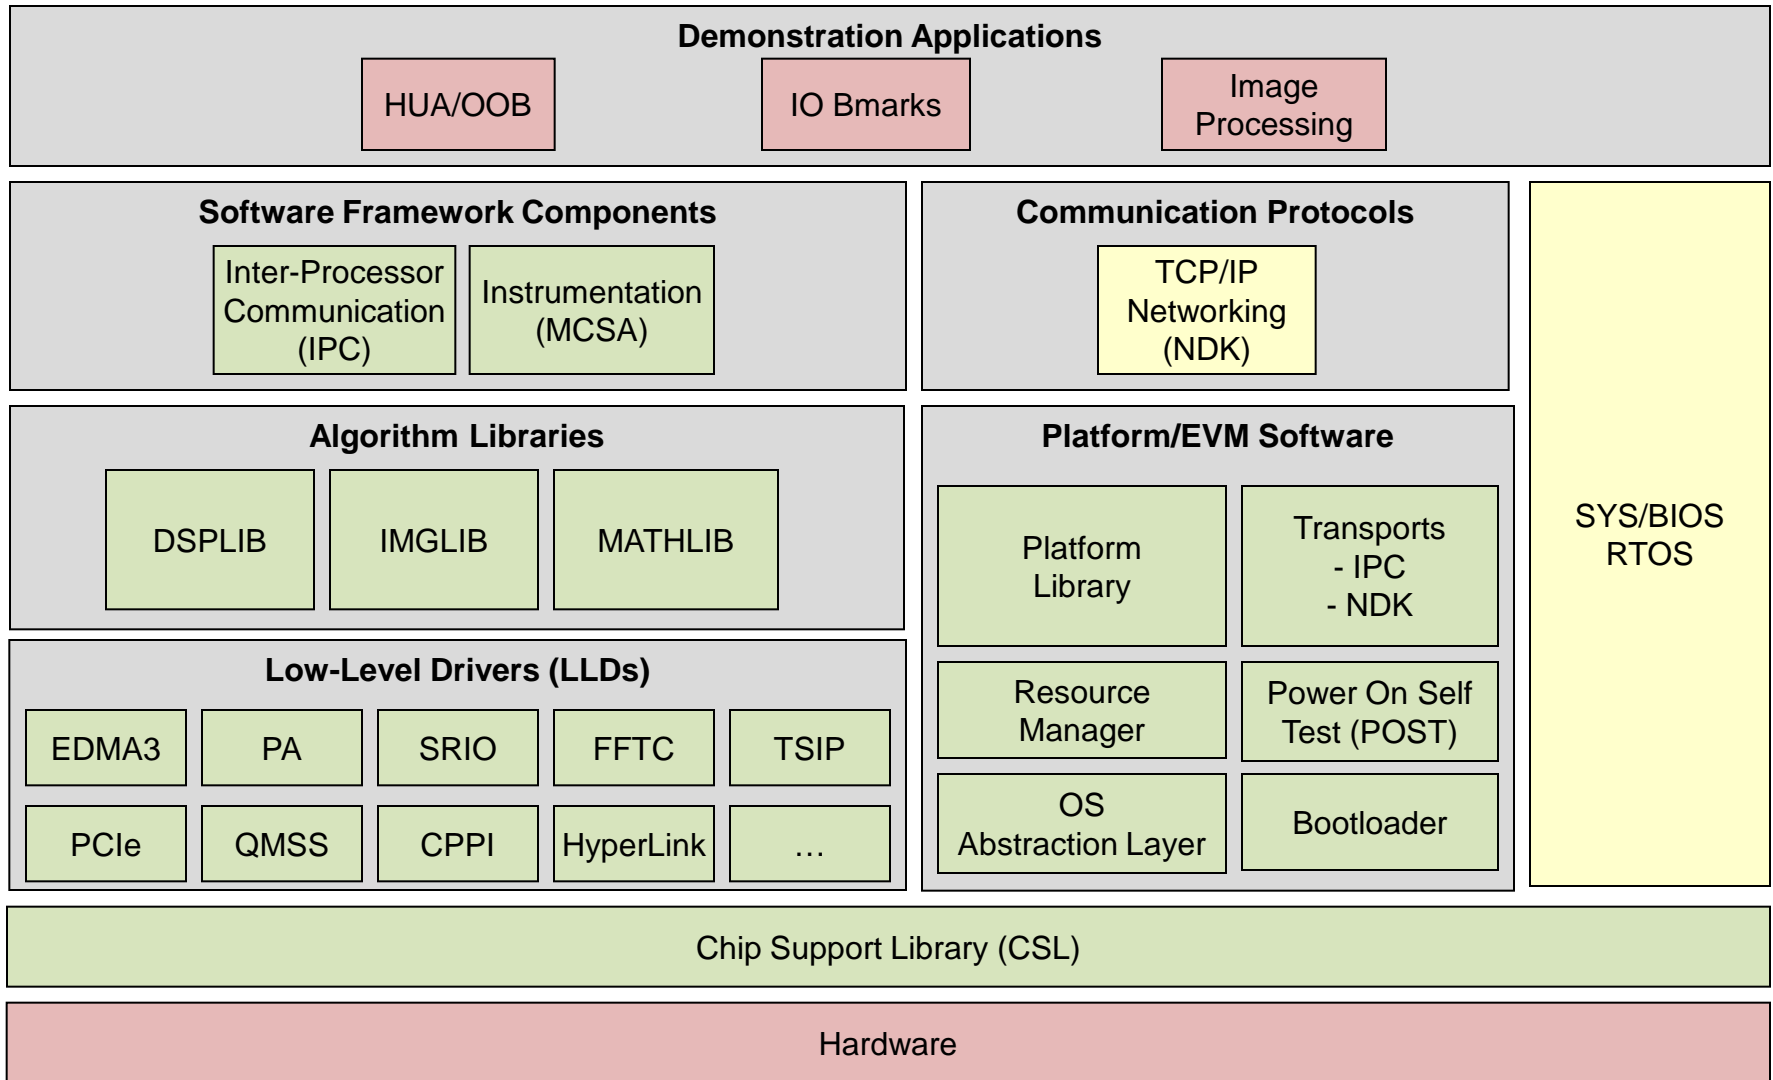 Demonstration Applications
HUA/OOB
IO Bmarks
Image
Processing
Software Framework Components
Inter-Processor
Communication
(IPC)
Instrumentation
(MCSA)
Communication Protocols
TCP/IP
Networking
(NDK)
SYS/BIOS
RTOS
Algorithm Libraries
DSPLIB
IMGLIB
MATHLIB
Platform/EVM Software
Platform
Library
Transports
- IPC
- NDK
Resource
Manager
Power On Self
Test (POST)
OS
Abstraction Layer
Bootloader
Low-Level Drivers (LLDs)
EDMA3
PA
SRIO
FFTC
TSIP
PCIe
QMSS
CPPI
HyperLink
…
Chip Support Library (CSL)
Hardware